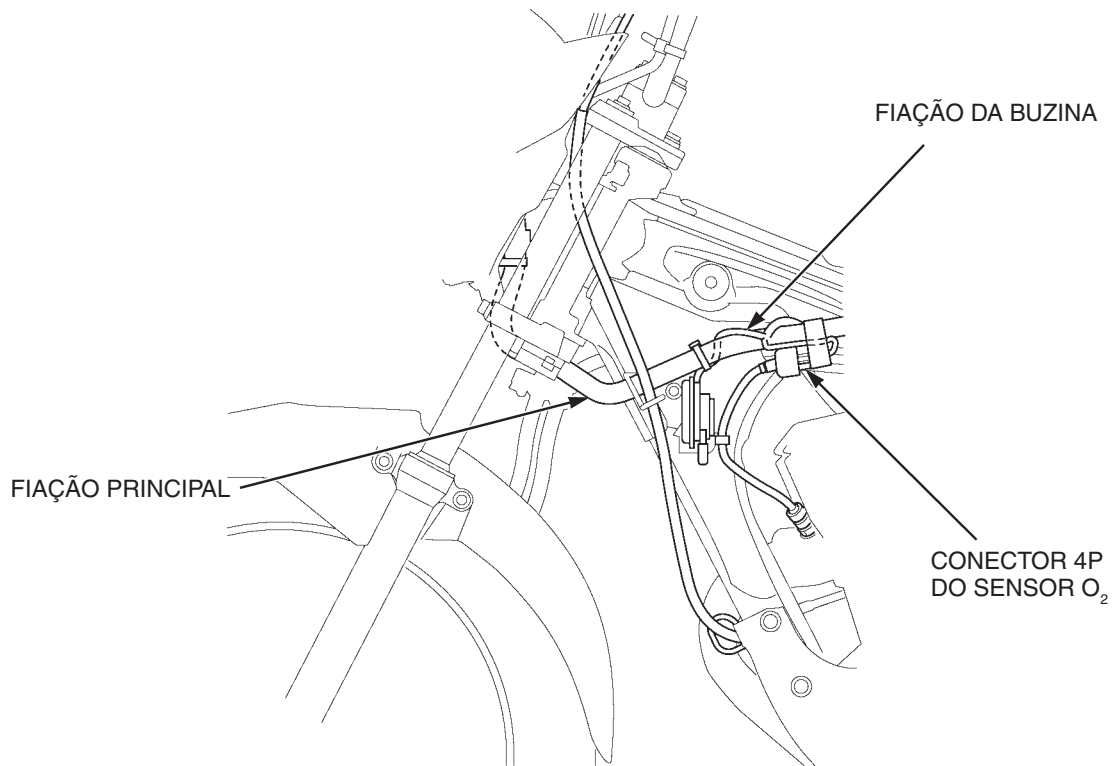 FIAÇÃO DA BUZINA
FIAÇÃO PRINCIPAL
CONECTOR 4P
DO SENSOR O₂